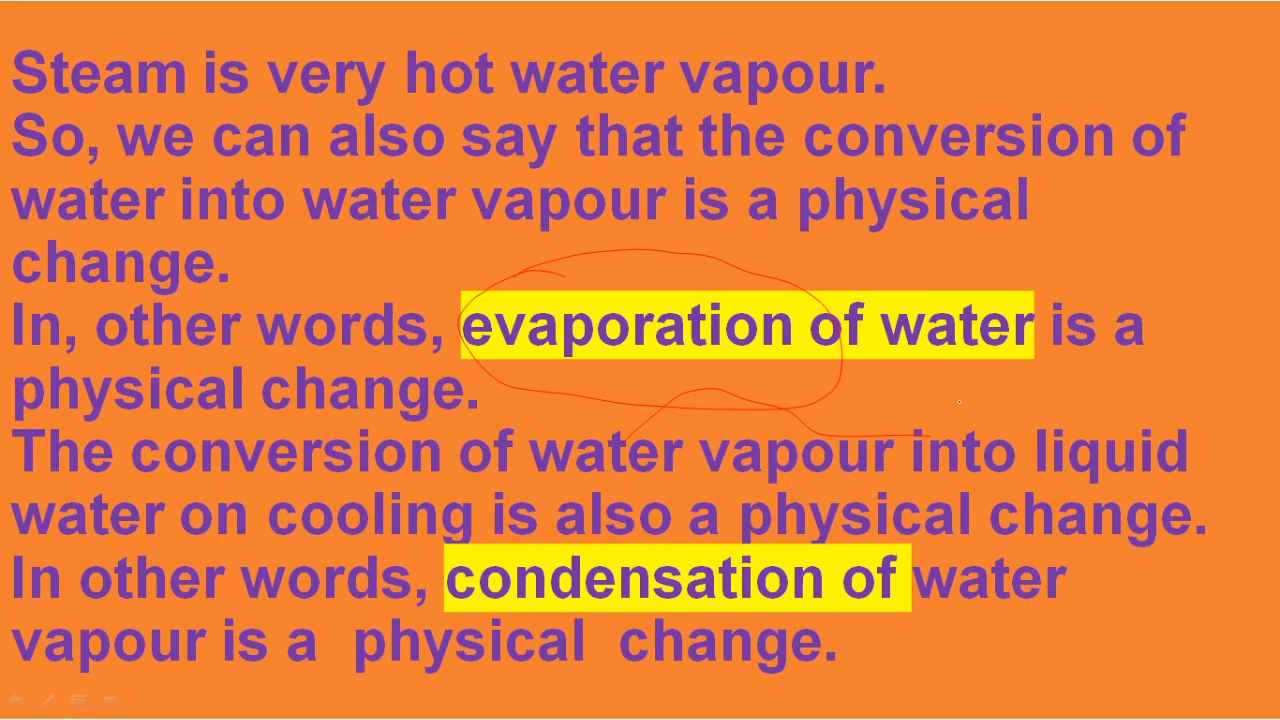 Steam is very hot water vapour.
So, we can also say that the conversion of
water into water vapour is a physical
change.
In, other words, evaporation of water is a
physical change.
The conversion of water vapour into liquid
water on cooling is also a physical change.
In other words, condensation of water
vapour is a  physical  change.